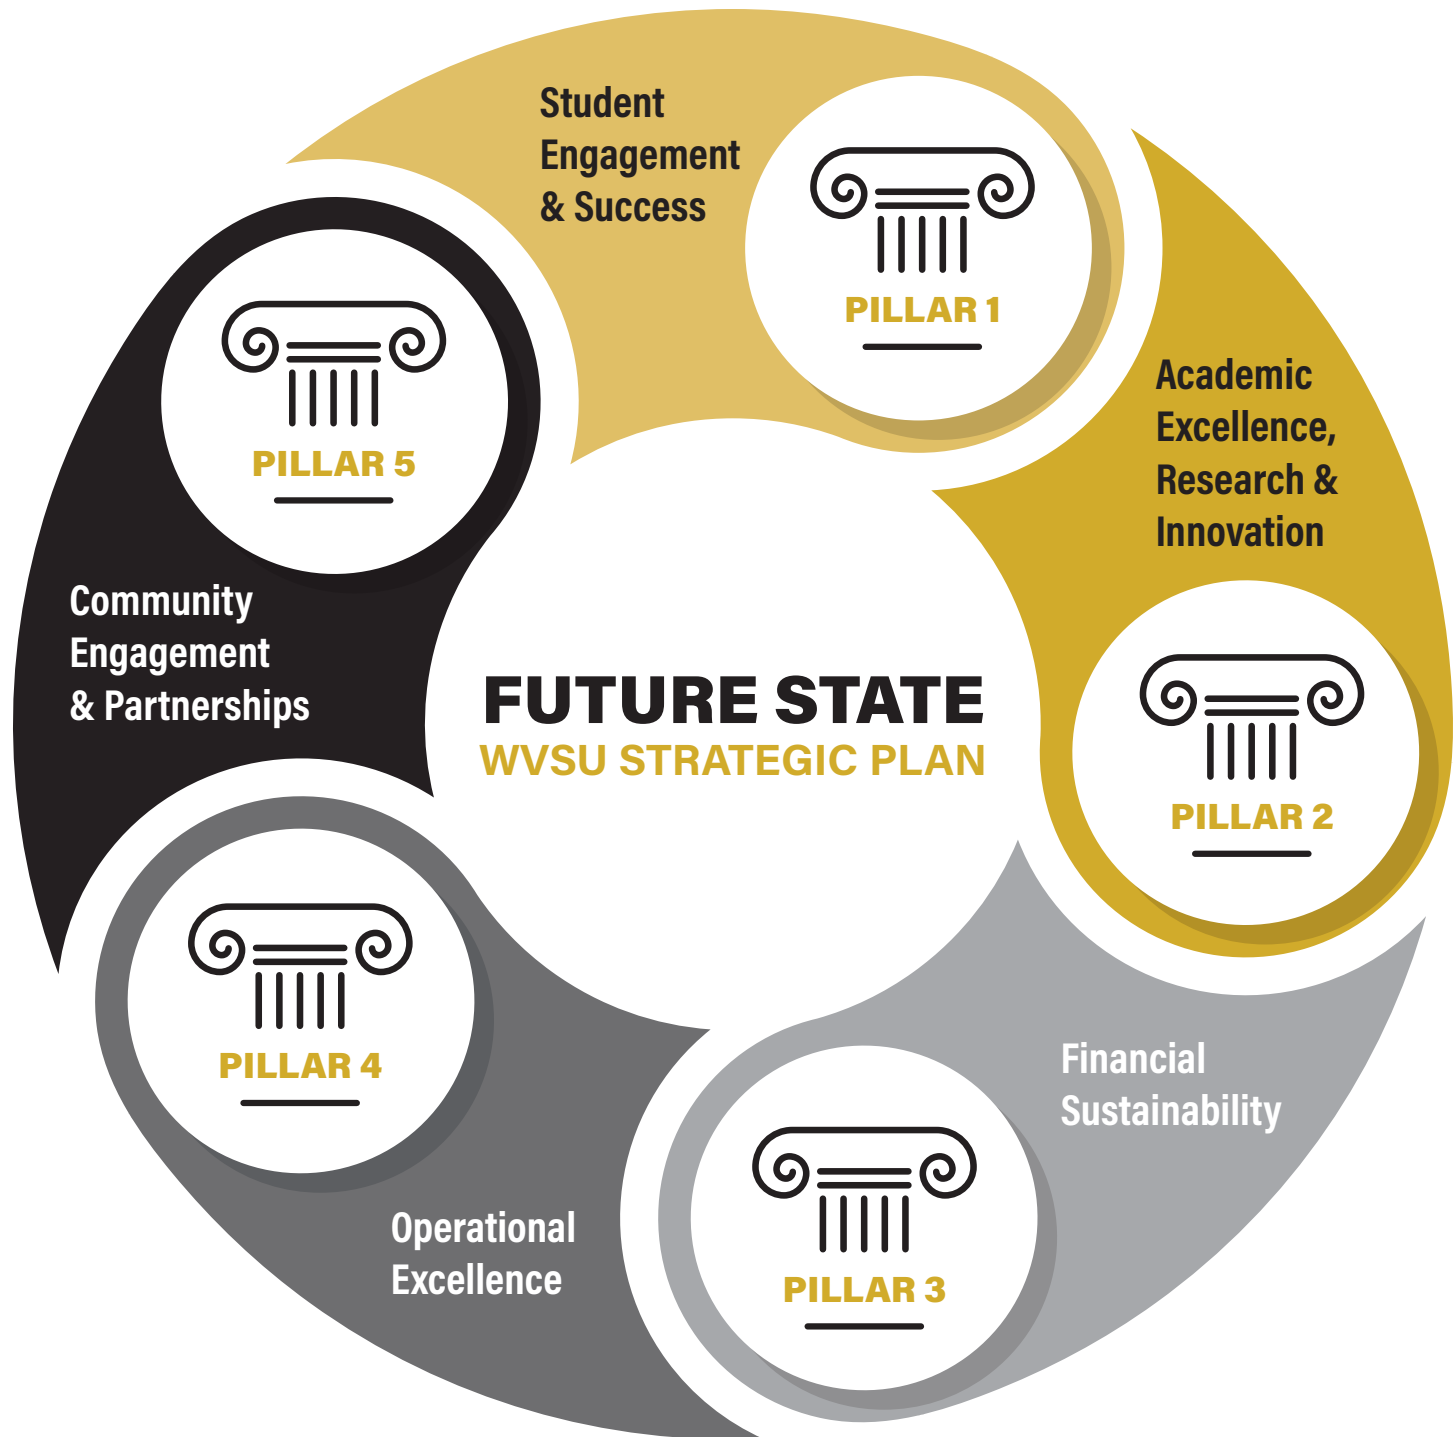 Student
Engagement
& Success
PILLAR 1
Academic
Excellence,
Research &
Innovation
PILLAR 2
Financial
Sustainability
PILLAR 3
Operational
Excellence
PILLAR 4
Community
Engagement
& Partnerships
PILLAR 5
FUTURE STATE
WVSU STRATEGIC PLAN